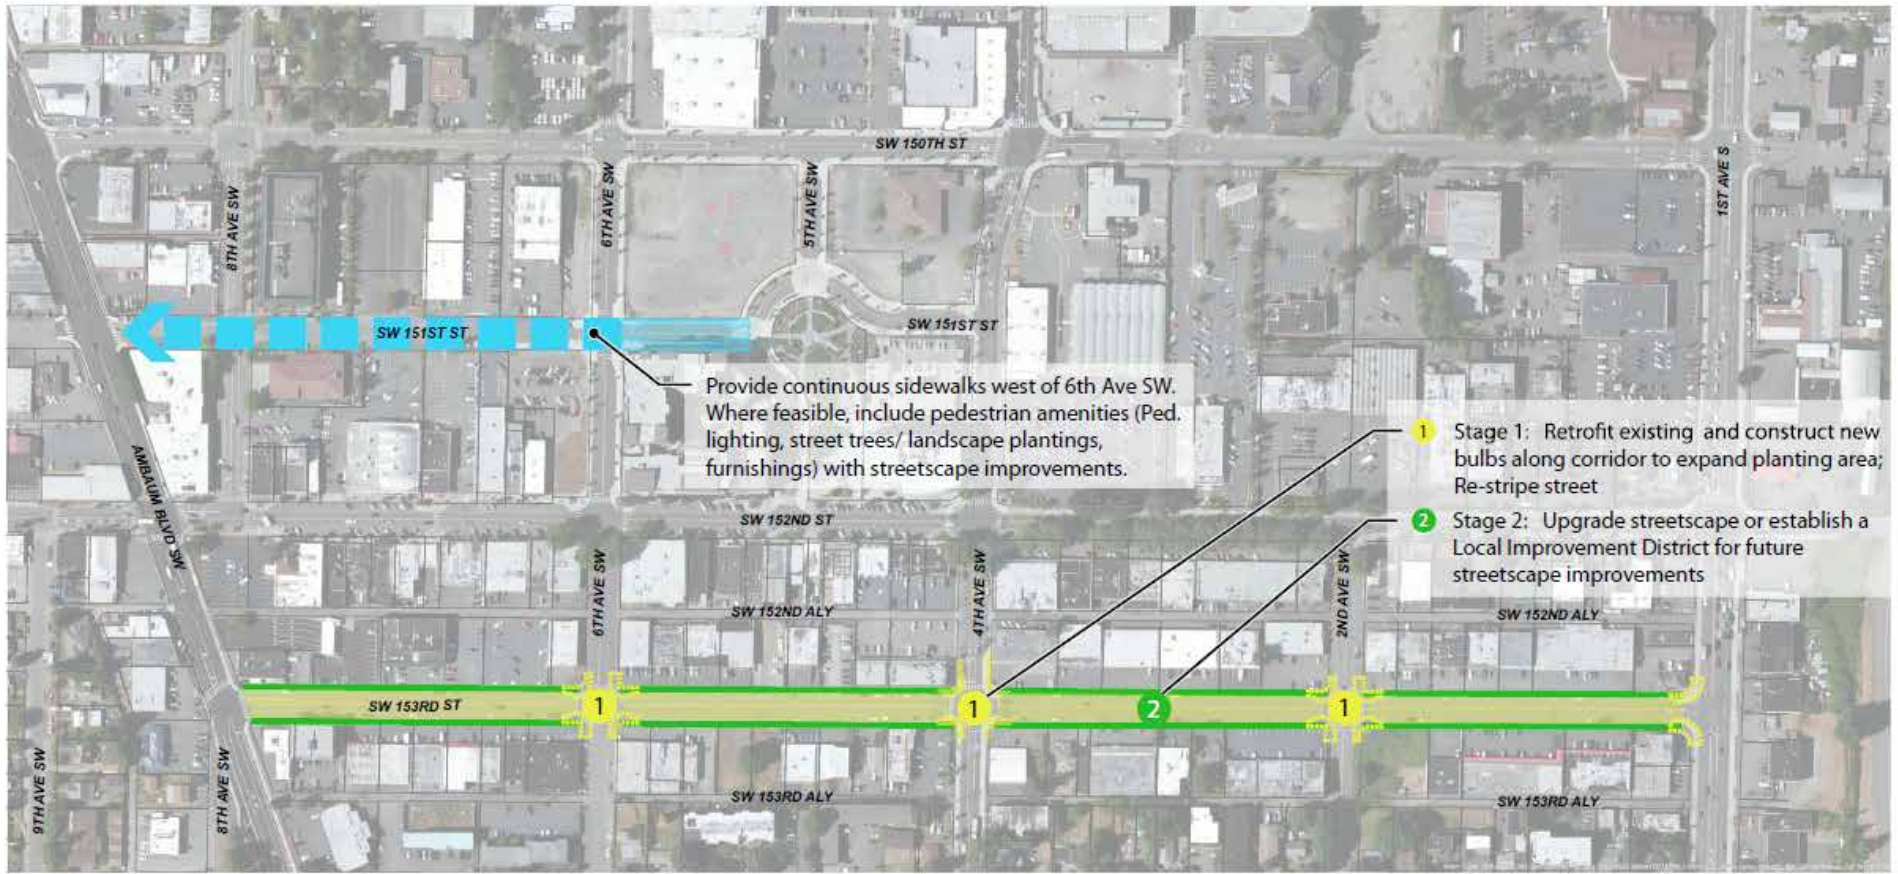 SW 150TH ST
8TH AVE SW
6TH AVE SW
5TH AVE SW
1ST AVE S
SW 151ST ST
SW 151ST ST
Provide continuous sidewalks west of 6th Ave SW.
Where feasible, include pedestrian amenities (Ped.
lighting, street trees/ landscape plantings,
furnishings) with streetscape improvements.
1 Stage 1: Retrofit existing and construct new
bulbs along corridor to expand planting area;
Re-stripe street
2 Stage 2: Upgrade streetscape or establish a
Local Improvement District for future
streetscape improvements
AMBAUM BLVD SW
SW 152ND ST
6TH AVE SW
4TH AVE SW
2ND AVE SW
SW 152ND ALY
SW 152ND ALY
SW 153RD ST
1
1
2
1
9TH AVE SW
8TH AVE SW
SW 153RD ALY
SW 153RD ALY